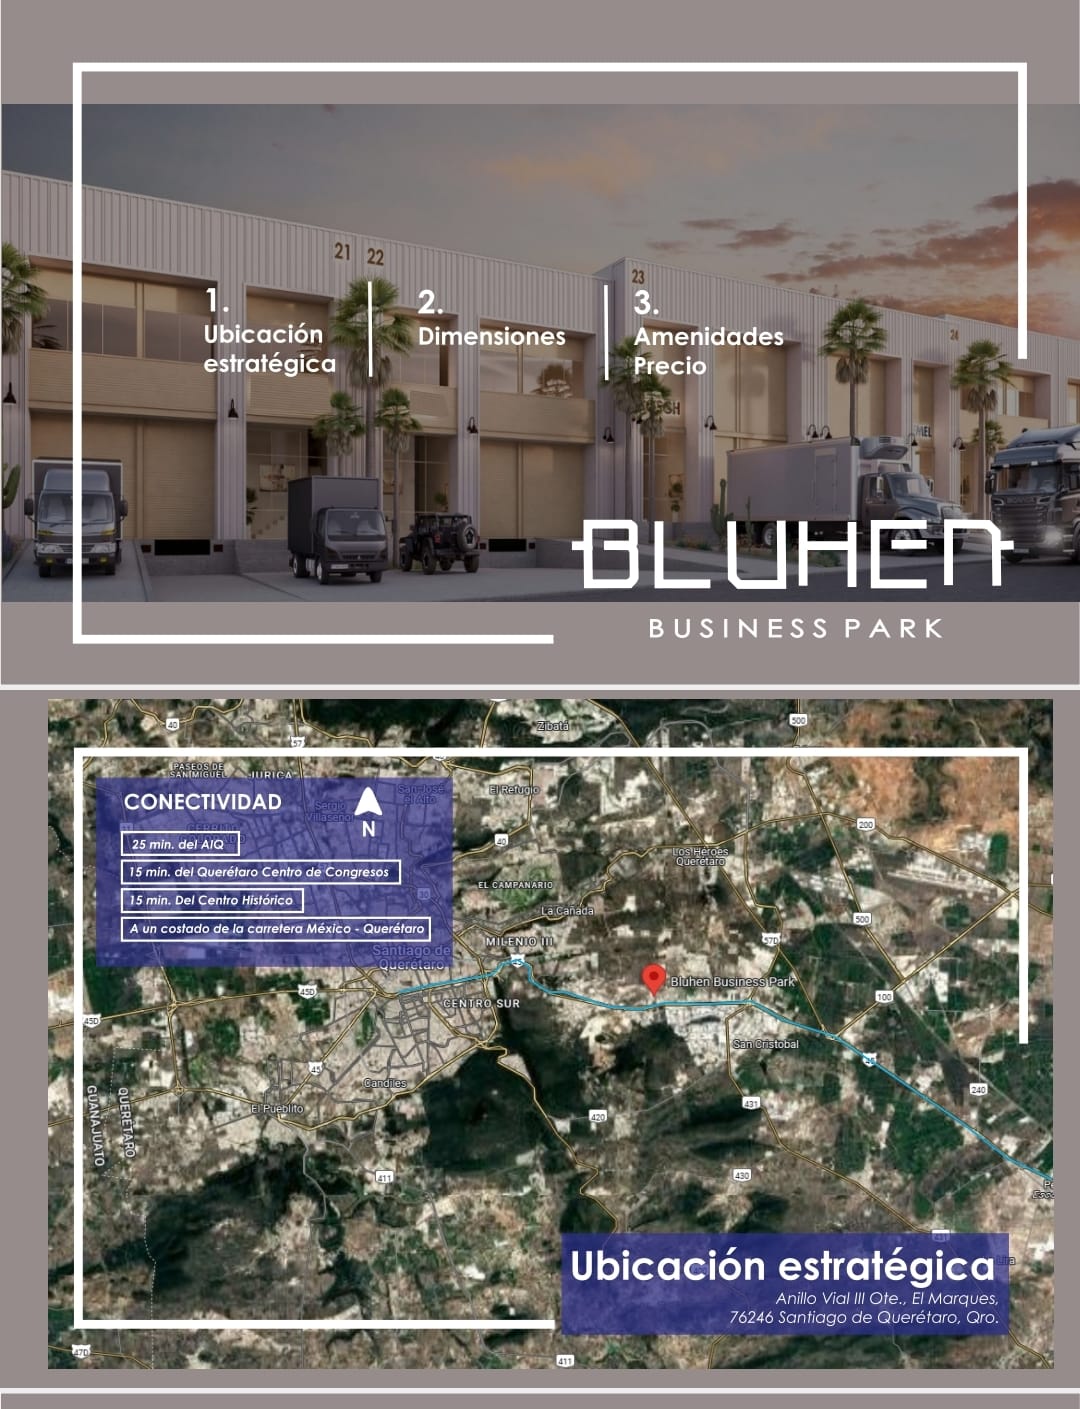 21 22
23
24
1.
Ubicación
estratégica
2.
Dimensiones
3.
Amenidades
Precio
BLUHEN
BUSINESS PARK
40
57
Zibatá
500
PASEOS DE
SAN MIGUEL
JURICA
CONECTIVIDAD
Sergio
Villaseñor
San José
el Alto
El Refugio
N
25 min. del AIQ
40
200
15 min. del Querétaro Centro de Congresos
Los Héroes
Querétaro
30
EL CAMPANARIO
15 min. Del Centro Histórico
La Cañada
500
A un costado de la carretera México - Querétaro
MILENIO III
Santiago de
Querétaro
Bluhen Business Park
45D
100
CENTRO SUR
45D
San Cristobal
45
Candiles
240
QUERÉTARO
GUANAJUATO
El Pueblito
431
420
411
430
Ubicación estratégica
Anillo Vial III Ote., El Marques,
76246 Santiago de Querétaro, Qro.
411